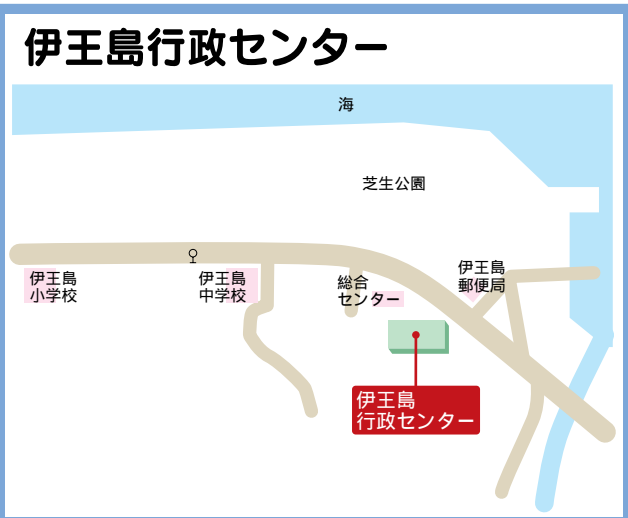 伊王島行政センター
海
芝生公園
伊王島
郵便局
伊王島
小学校
伊王島
中学校
総合
センター
伊王島
行政センター